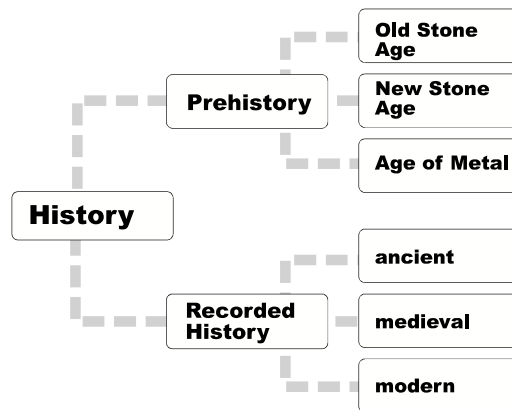 Old Stone
Age
New Stone
Age
Prehistory
Age of Metal
History
ancient
Recorded
History
medieval
modern